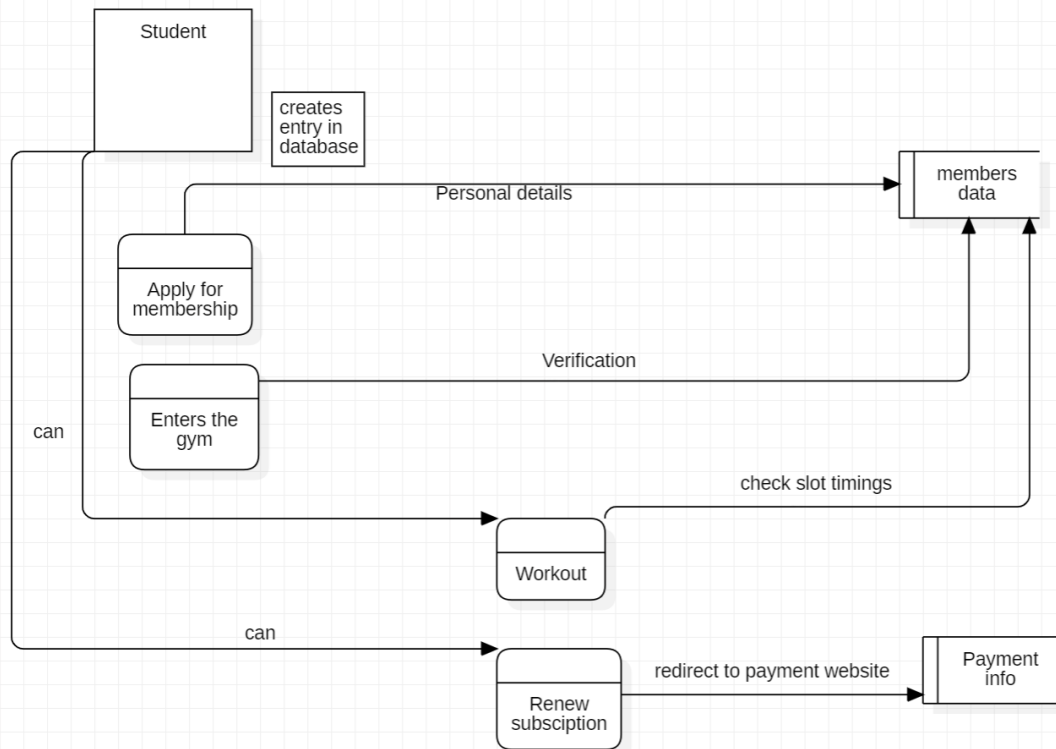 Student
creates
entry in
database
members
data
Personal details
Apply for
membership
Verification
Enters the
gym
can
check slot timings
Workout
can
redirect to payment website
Payment
info
Renew
subsciption